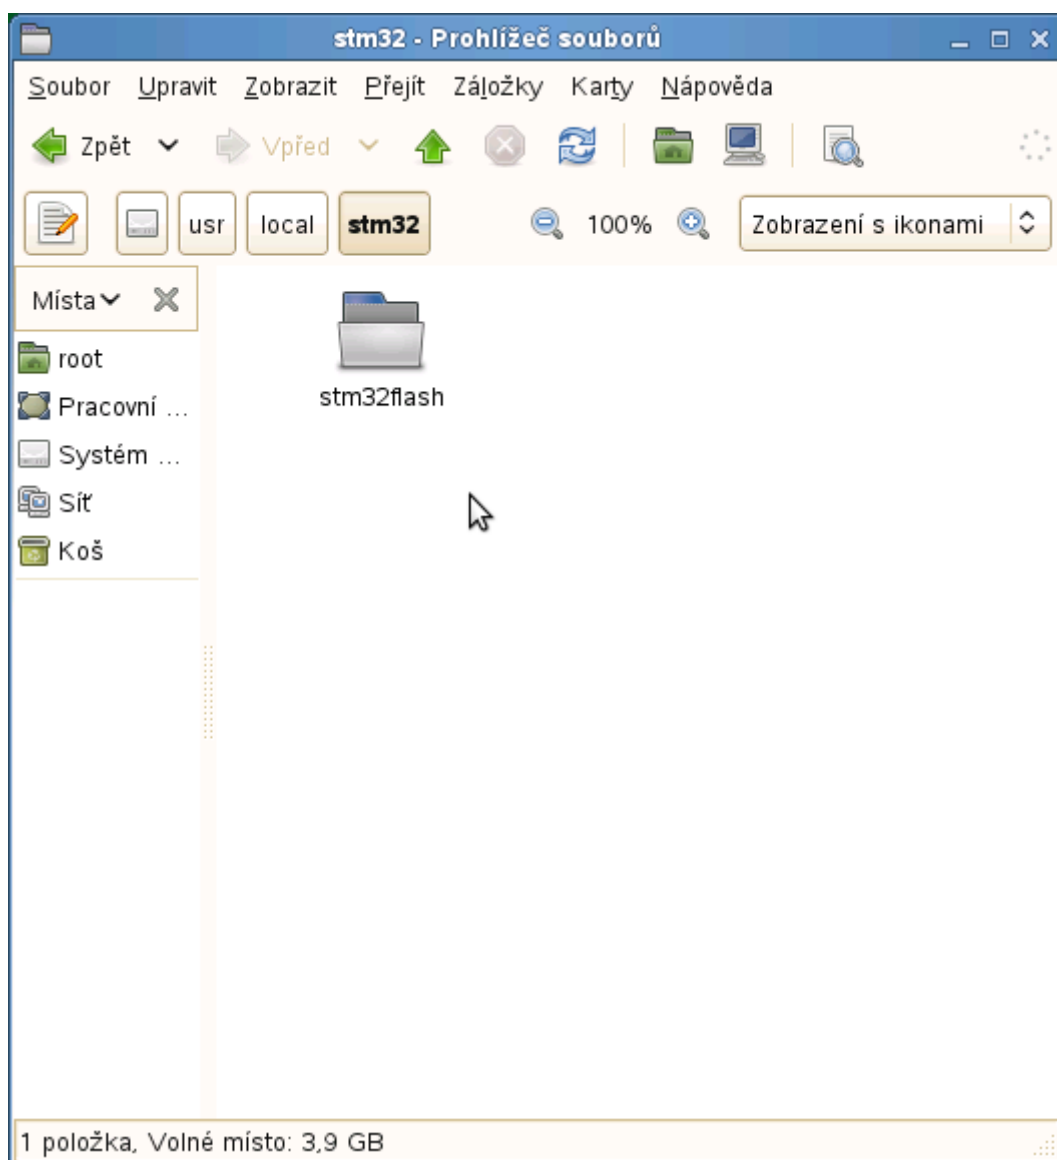 stm32 - Prohlížeč souborů
Soubor Upravit Zobrazit Přejít Záložky Karty Nápověda
Zpět Vpřed
usr local stm32 100% Zobrazení s ikonami
Místa
root
stm32flash
Pracovní ...
Systém ...
Síť
Koš
1 položka, Volné místo: 3,9 GB